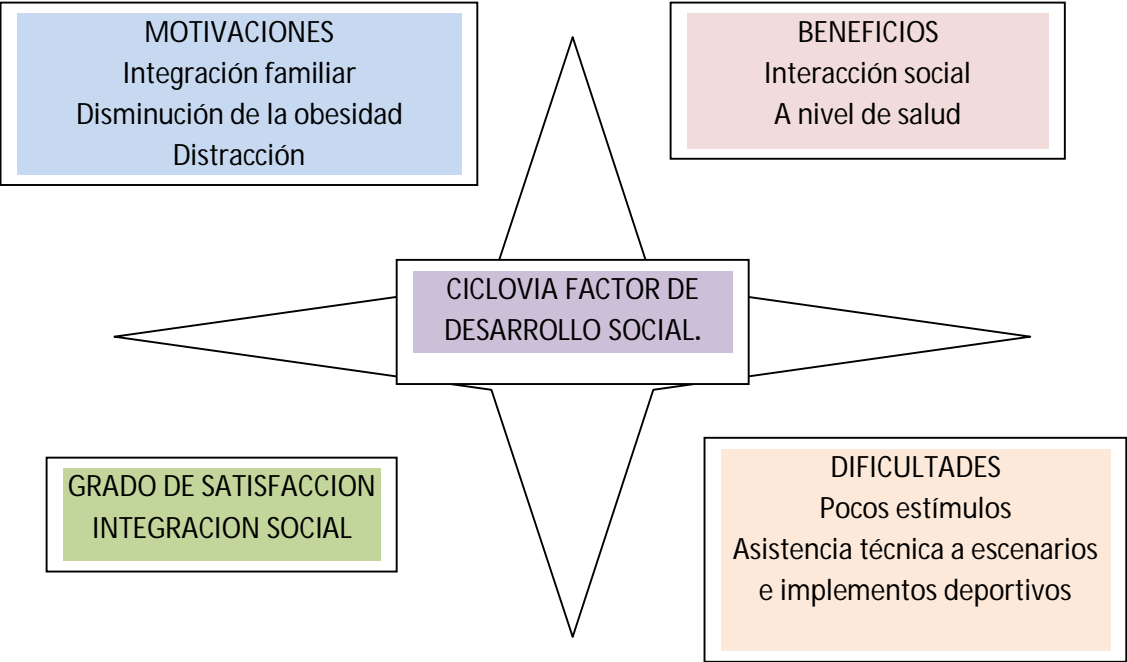 MOTIVACIONES
Integración familiar
Disminución de la obesidad
Distracción
BENEFICIOS
Interacción social
A nivel de salud
CICLOVIA FACTOR DE
DESARROLLO SOCIAL.
GRADO DE SATISFACCION
INTEGRACION SOCIAL
DIFICULTADES
Pocos estímulos
Asistencia técnica a escenarios
e implementos deportivos